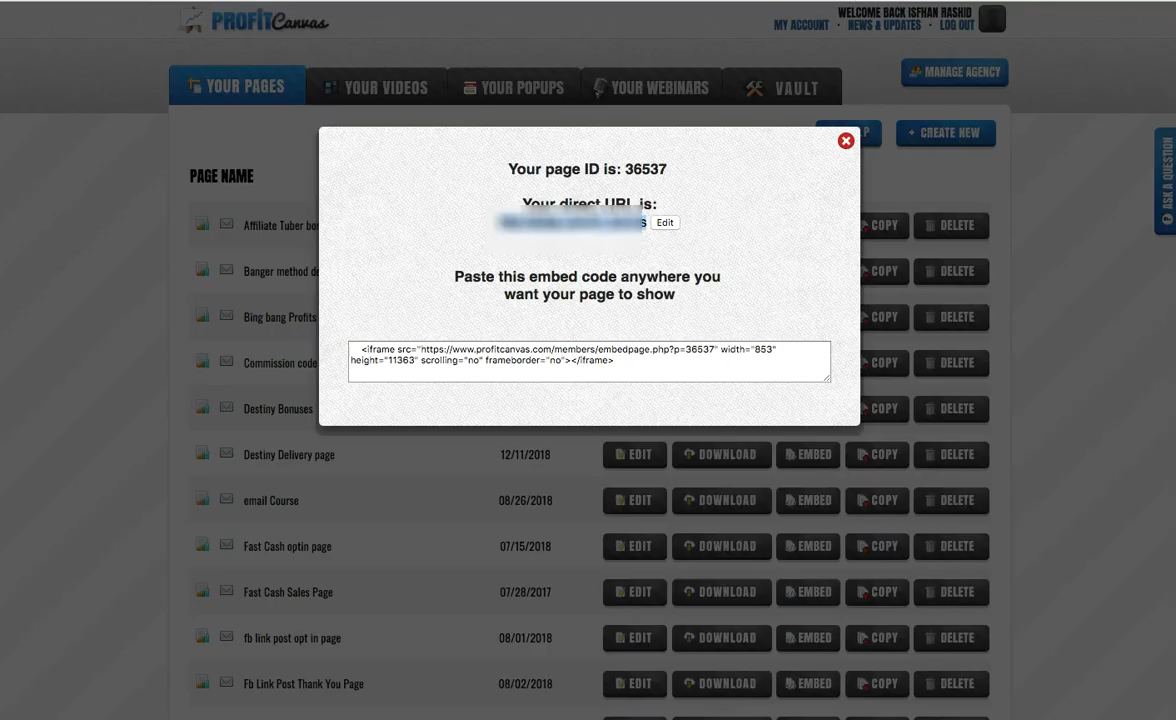 PROFIT Canvas
WELCOME BACK ISFHAN RASHID
MY ACCOUNT · NEWS & UPDATES · LOG OUT
MANAGE AGENCY
YOUR PAGES
YOUR VIDEOS
YOUR POPUPS
YOUR WEBINARS
VAULT
+ CREATE NEW
ASK A QUESTION
PAGE NAME
Your page ID is: 36537
Your direct URL is:
Edit
Paste this embed code anywhere you
want your page to show
<iframe src="https://www.profitcanvas.com/members/embedpage.php?p=36537" width="853"
height="11363" scrolling="no" frameborder="no"></iframe>
Affiliate Tuber COPY DELETE
Banger method COPY DELETE
Bing bang Profits COPY DELETE
Commission code COPY DELETE
Destiny Bonuses COPY DELETE
Destiny Delivery page 12/11/2018 EDIT DOWNLOAD EMBED COPY DELETE
email Course 08/26/2018 EDIT DOWNLOAD EMBED COPY DELETE
Fast Cash optin page 07/15/2018 EDIT DOWNLOAD EMBED COPY DELETE
Fast Cash Sales Page 07/28/2017 EDIT DOWNLOAD EMBED COPY DELETE
fb link post opt in page 08/01/2018 EDIT DOWNLOAD EMBED COPY DELETE
Fb Link Post Thank You Page 08/02/2018 EDIT DOWNLOAD EMBED COPY DELETE